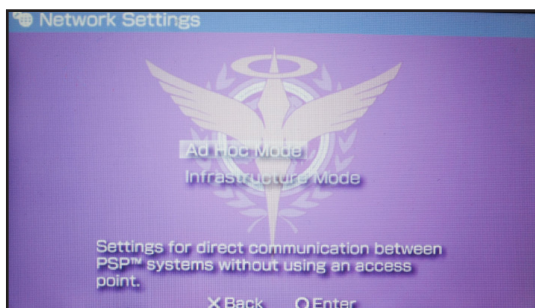 Network Settings
Ad Hoc Mode
Infrastructure Mode
Settings for direct communication between
PSP™ systems without using an access
point.
X Back O Enter